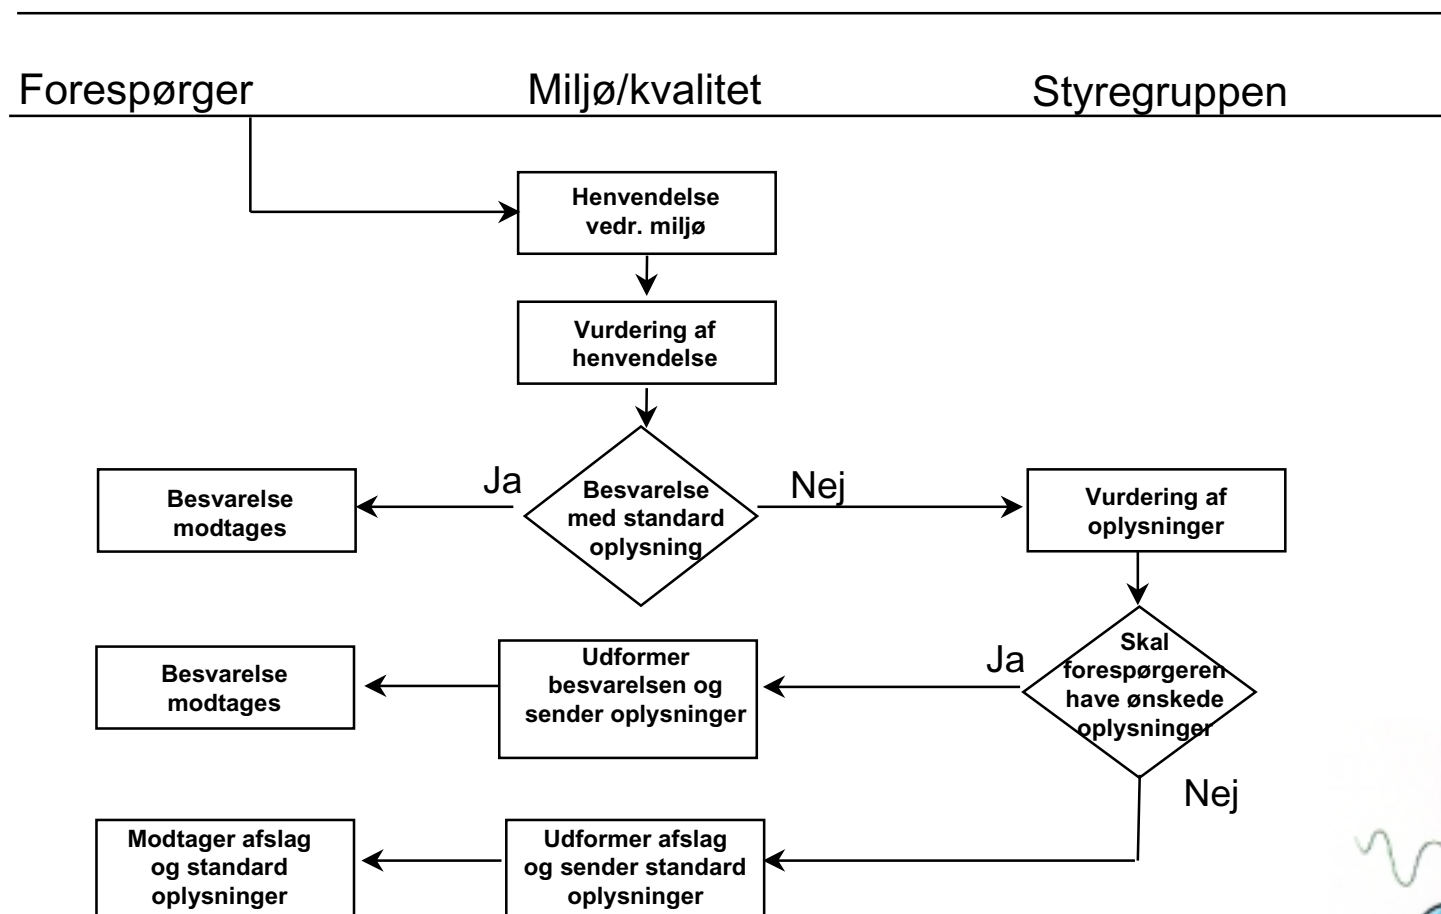 Forespørger
Miljø/kvalitet
Styregruppen
Henvendelse
vedr. miljø
Vurdering af
henvendelse
Besvarelse
modtages
Ja
Besvarelse
med standard
oplysning
Nej
Vurdering af
oplysninger
Besvarelse
modtages
Udformer
besvarelsen og
sender oplysninger
Ja
Skal
forespørgeren
have ønskede
oplysninger
Nej
Modtager afslag
og standard
oplysninger
Udformer afslag
og sender standard
oplysninger